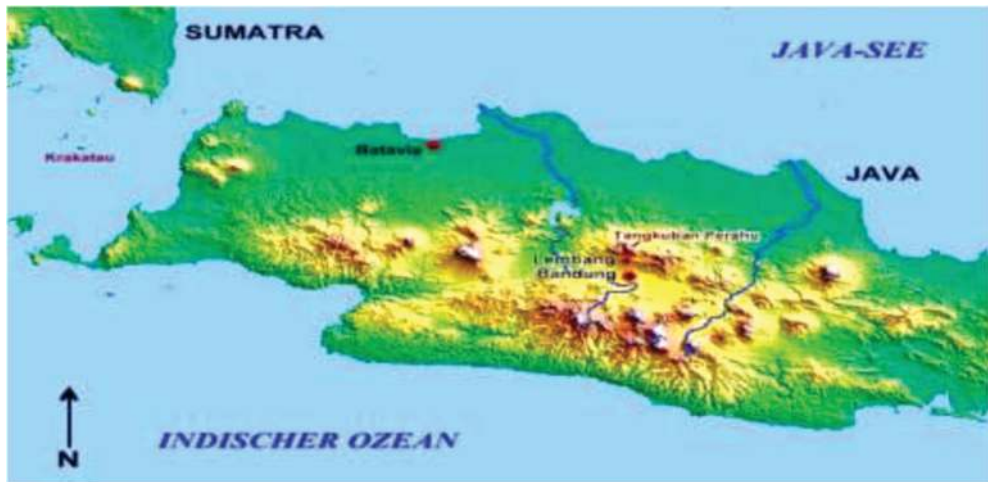 SUMATRA
JAVA-SEE
Batavia
Krakatau
JAVA
Tangkuban Perahu
Lembang
Bandung
INDISCHER OZEAN
N